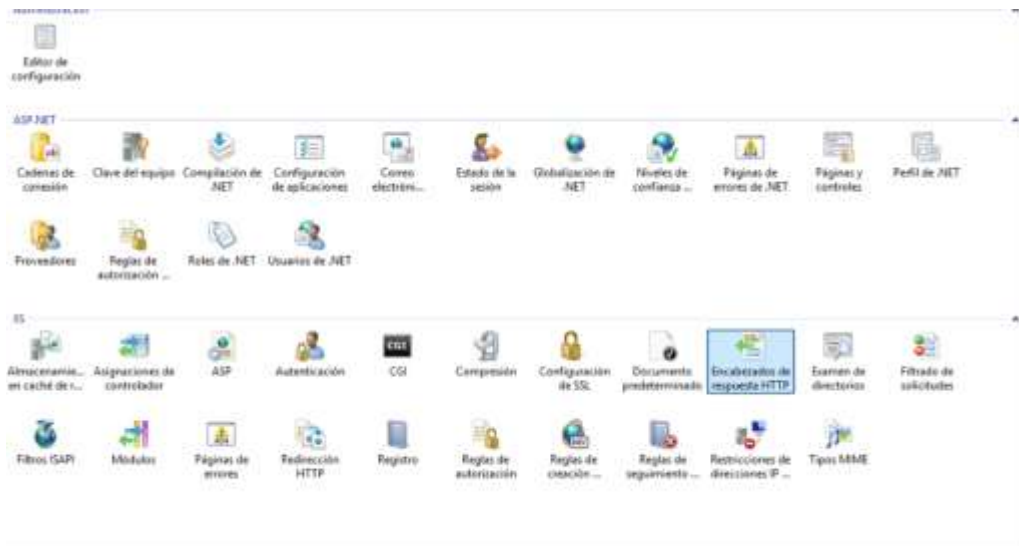 Administración
Editor de
configuración
ASP.NET
Cadenas de
conexión
Clave del equipo
Compilación de
.NET
Configuración
de aplicaciones
Correo
electróni...
Estado de la
sesión
Globalización de
.NET
Niveles de
confianza ...
Páginas de
errores de .NET
Páginas y
controles
Perfil de .NET
Proveedores
Reglas de
autorización ...
Roles de .NET
Usuarios de .NET
IIS
Almacenamie...
en caché de r...
Asignaciones de
controlador
ASP
Autenticación
CGI
CGI
Compresión
Configuración
de SSL
Documento
predeterminado
Encabezados de
respuesta HTTP
Examen de
directorios
Filtrado de
solicitudes
Filtros ISAPI
Módulos
Páginas de
errores
Redirección
HTTP
Registro
Reglas de
autorización
Reglas de
creación ...
Reglas de
seguimiento ...
Restricciones de
direcciones IP ...
Tipos MIME